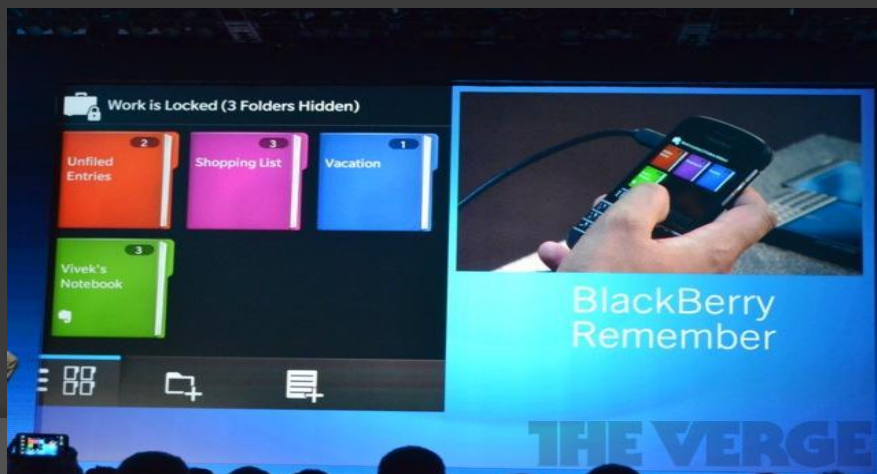 Work is Locked (3 Folders Hidden)
2
Unfiled
Entries
3
Shopping List
1
Vacation
3
Vivek's
Notebook
BlackBerry
Remember
THE VERGE